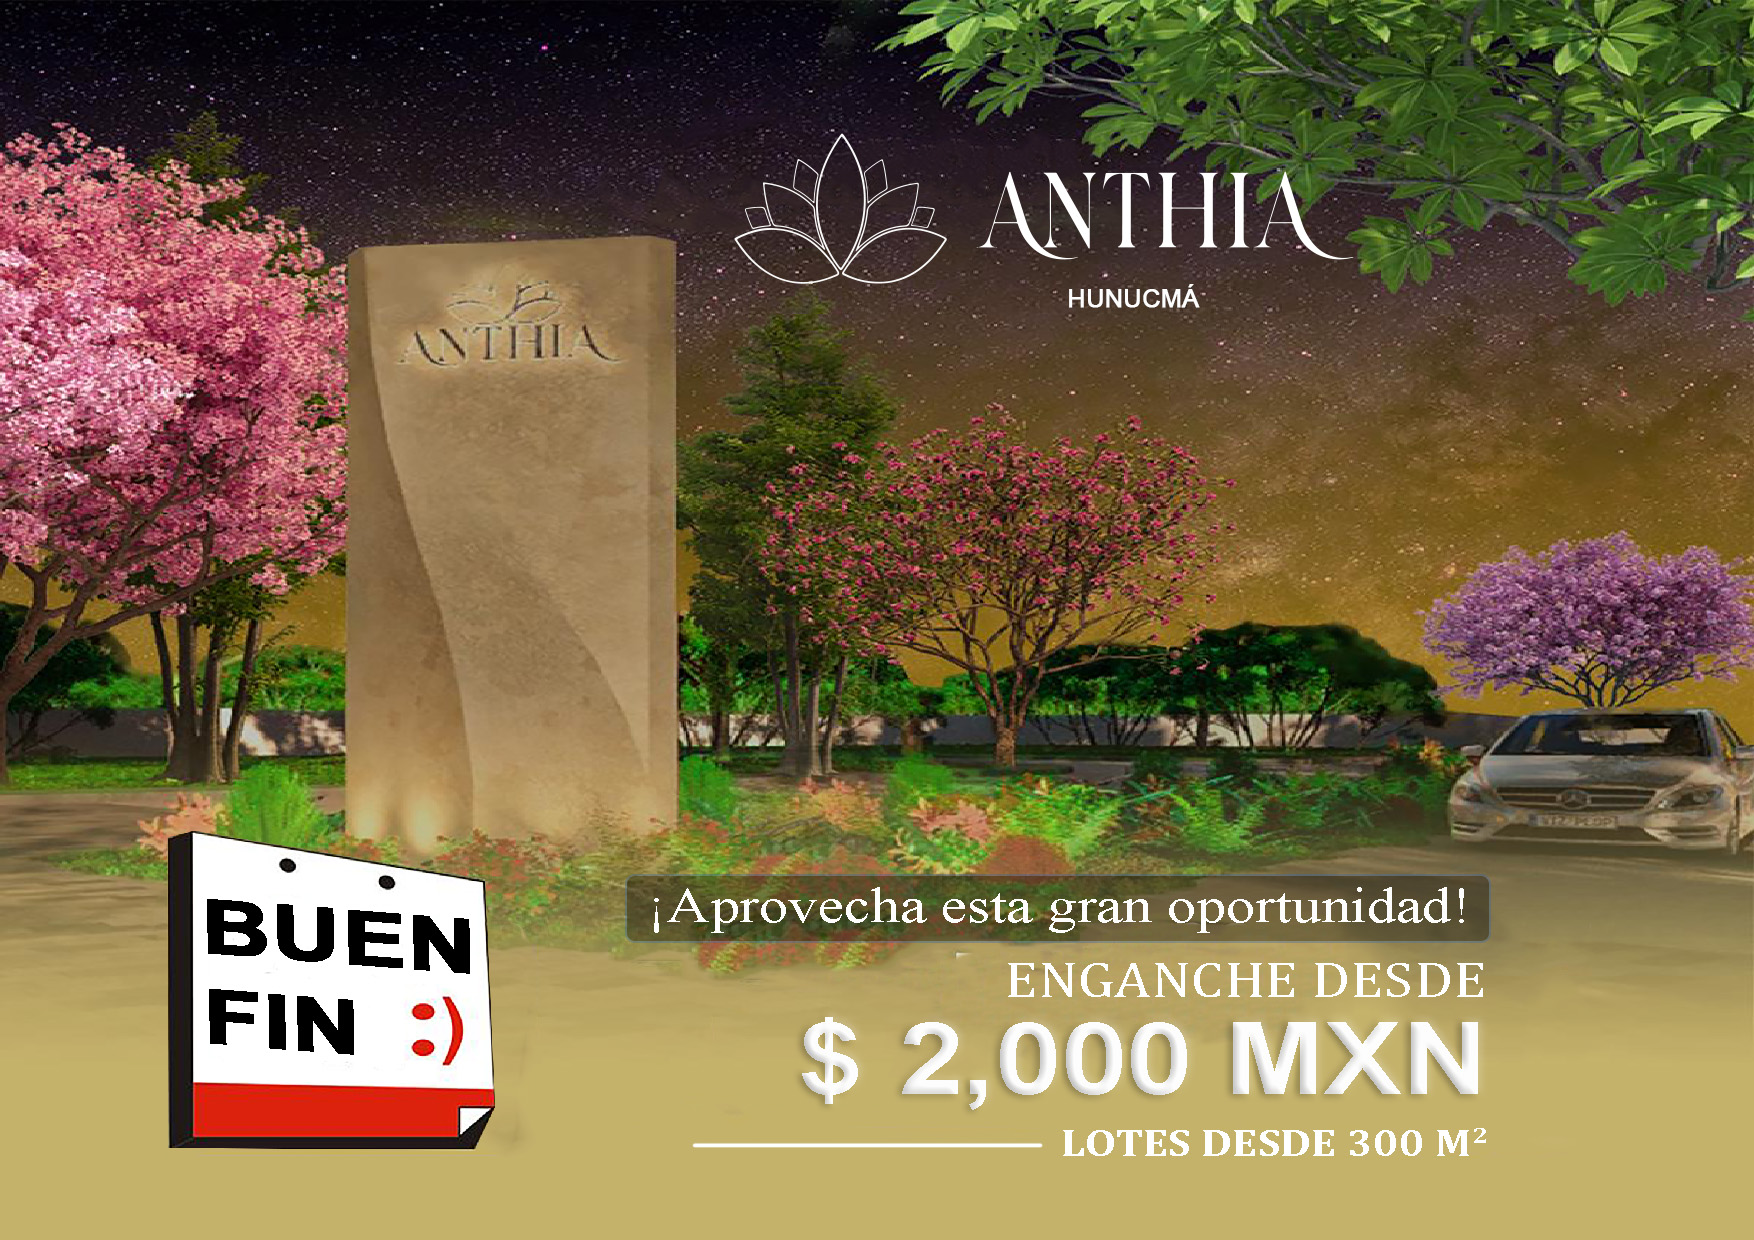 ANTHIA
HUNUCMÁ
ANTHIA
BUEN
FIN :)
¡Aprovecha esta gran oportunidad!
ENGANCHE DESDE
$ 2,000 MXN
LOTES DESDE 300 M²